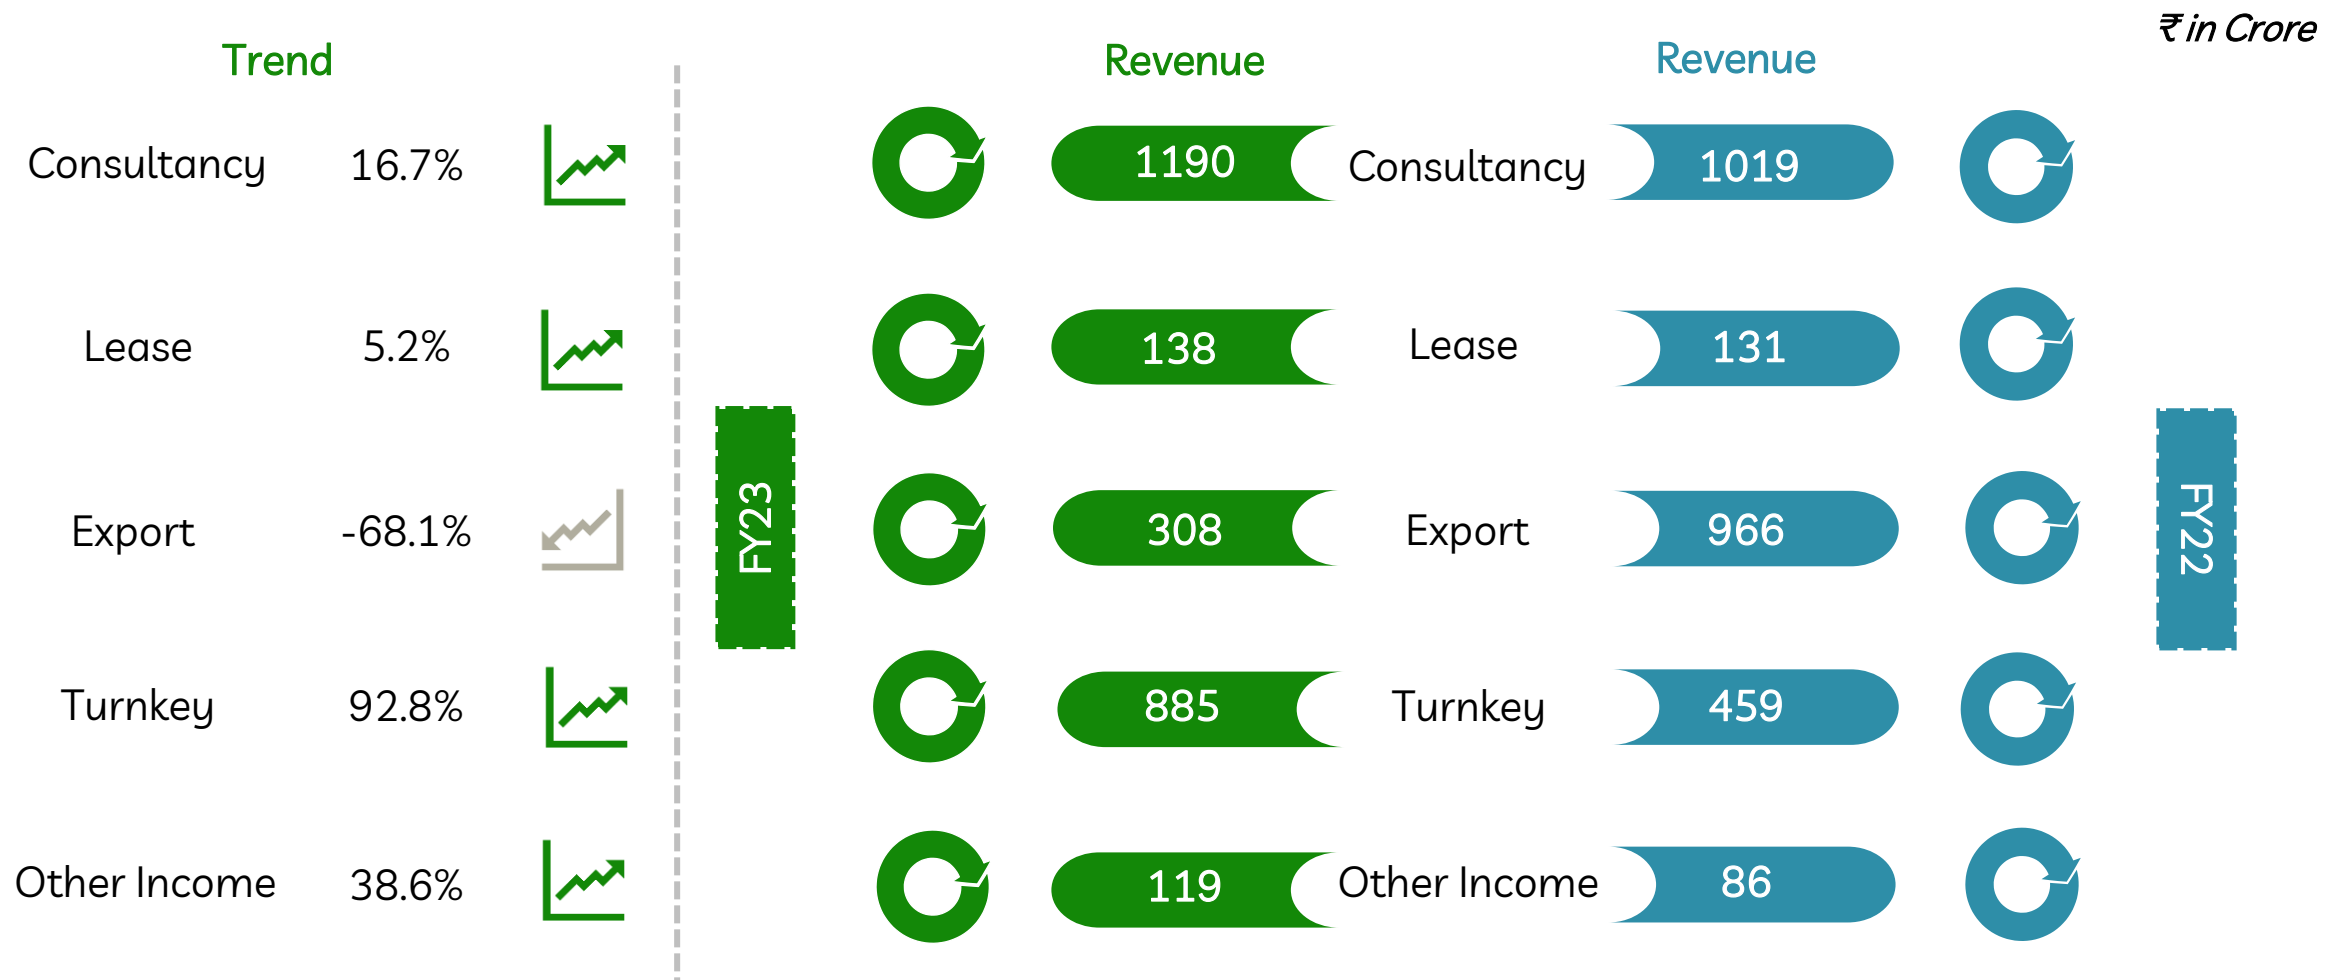 ₹ in Crore
Trend Revenue Revenue
Consultancy 16.7% 1190 Consultancy 1019
Lease 5.2% 138 Lease 131
Export -68.1% FY23 308 Export 966 FY22
Turnkey 92.8% 885 Turnkey 459
Other Income 38.6% 119 Other Income 86